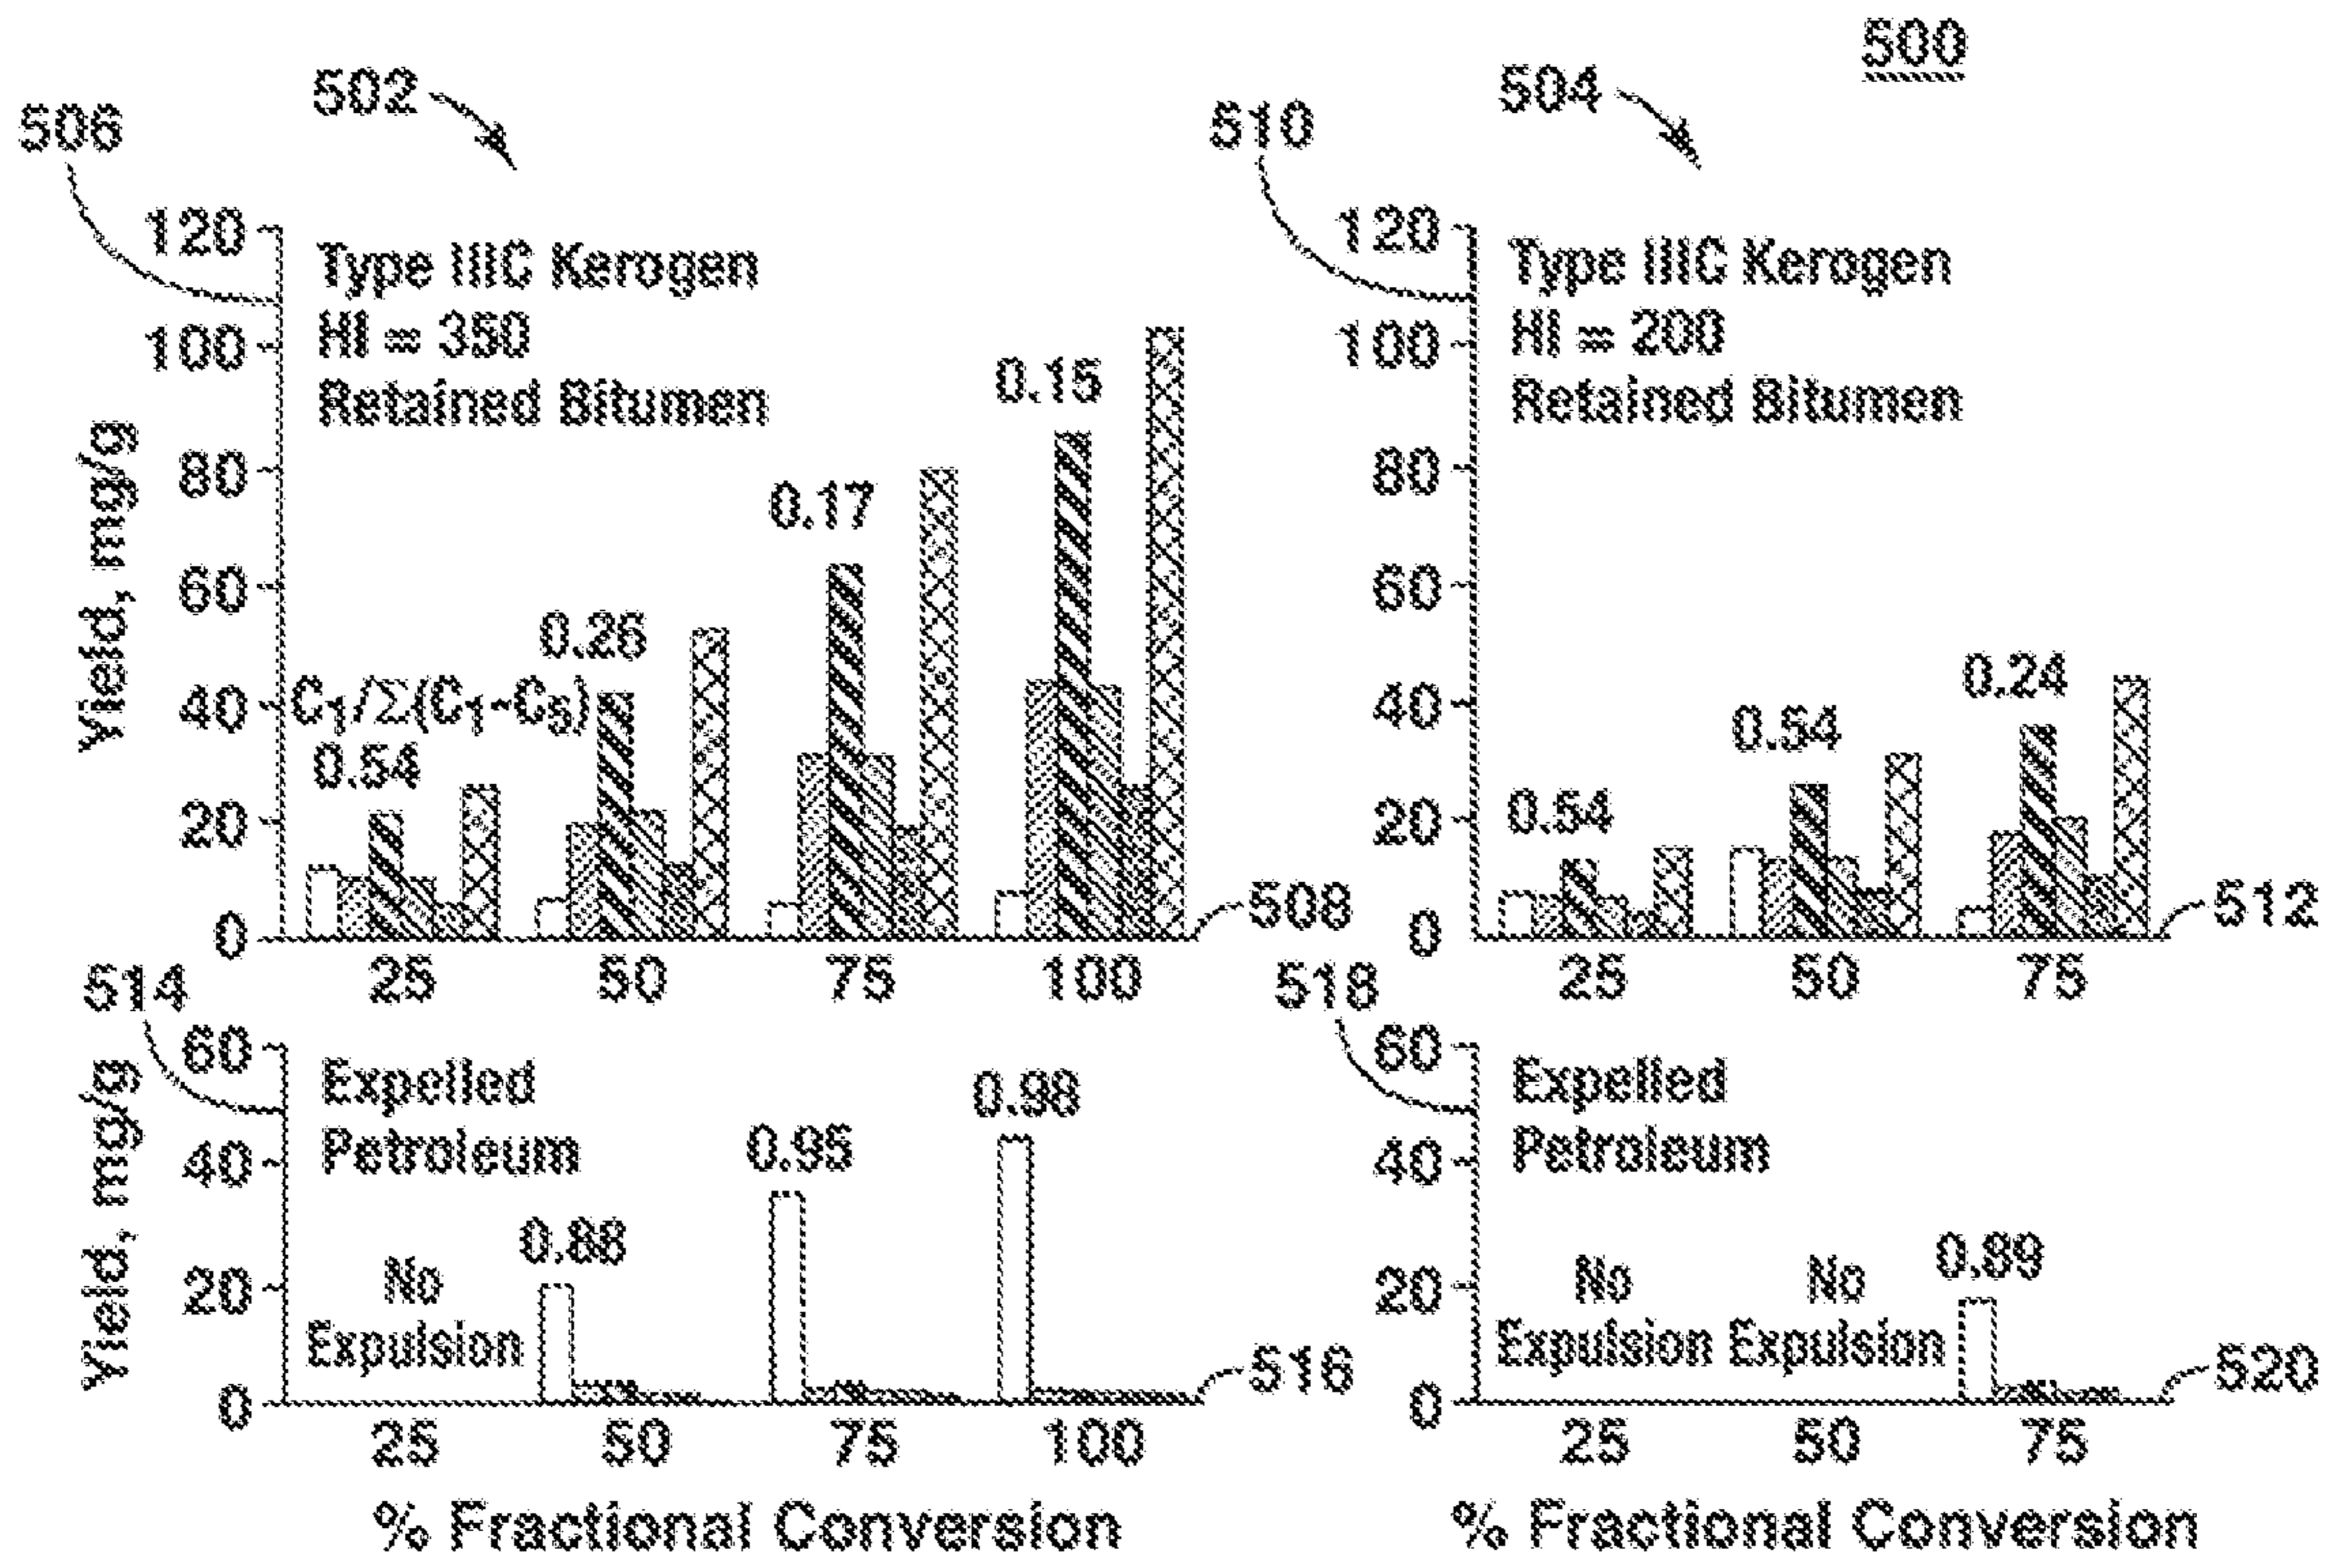 500
502
504
506
510
120
100
80
60
40
20
0
Yield, mg/g
Type IIIC Kerogen
HI = 350
Retained Bitumen
C1/Σ(C1-C5)
0.54
0.26
0.17
0.15
508
25 50 75 100
120
100
80
60
40
20
0
Type IIIC Kerogen
HI = 200
Retained Bitumen
0.54
0.54
0.24
512
25 50 75
514
60
40
20
0
Yield, mg/g
Expelled
Petroleum
No
Expulsion
0.88
0.95
0.98
516
25 50 75 100
% Fractional Conversion
518
60
40
20
0
Expelled
Petroleum
No No
Expulsion Expulsion
0.89
520
25 50 75
% Fractional Conversion